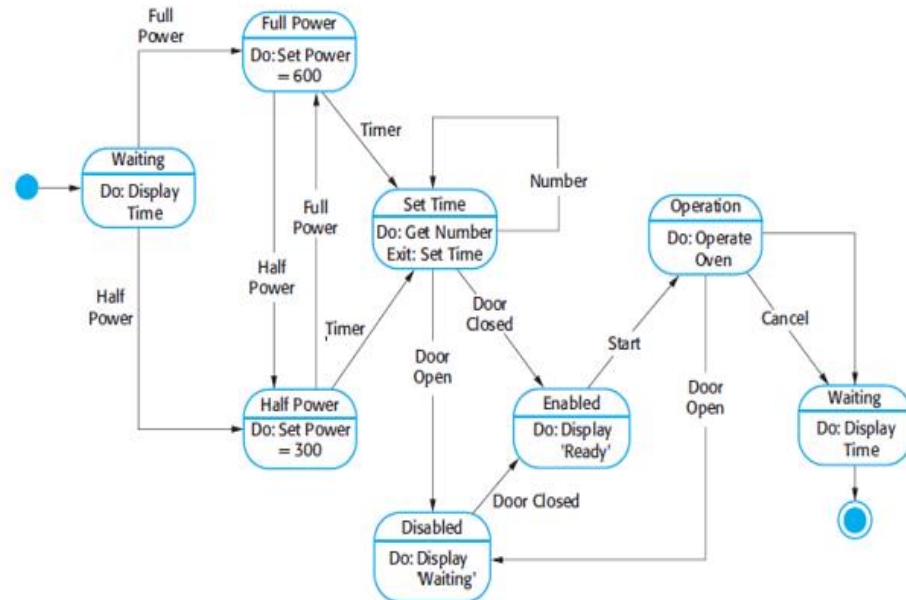 Full
Power
Full Power
Do: Set Power
= 600
Timer
Waiting
Do: Display
Time
Full
Power
Half
Power
Set Time
Do: Get Number
Exit: Set Time
Number
Operation
Do: Operate
Oven
Half
Power
Timer
Door
Closed
Door
Open
Start
Cancel
Door
Open
Half Power
Do: Set Power
= 300
Enabled
Do: Display
'Ready'
Waiting
Do: Display
Time
Door Closed
Disabled
Do: Display
'Waiting'